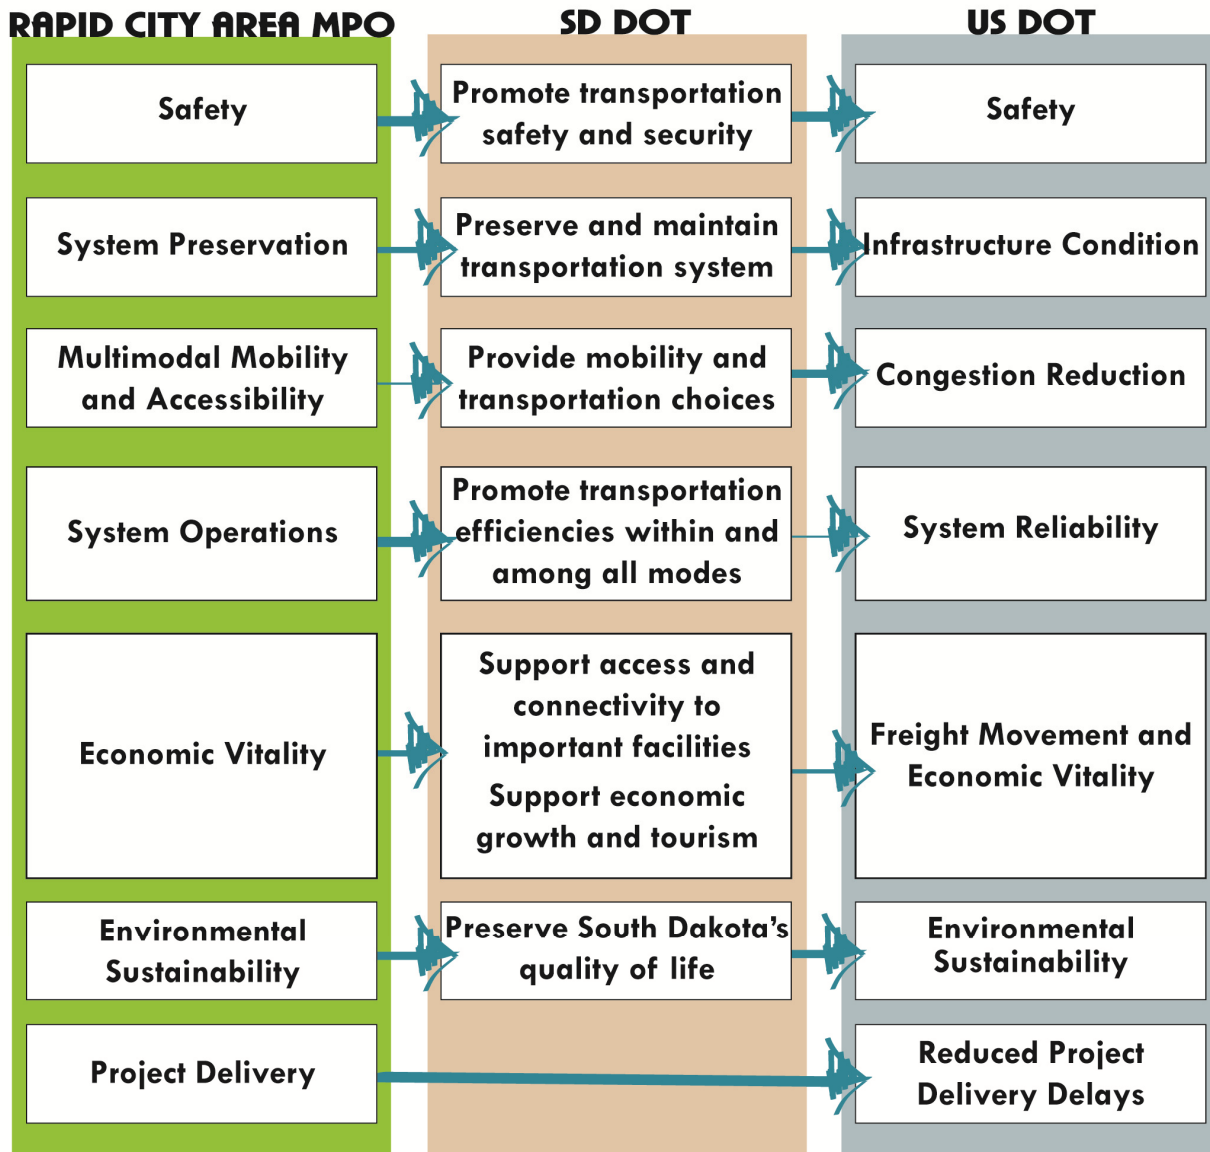 RAPID CITY AREA MPO
SD DOT
US DOT
Safety
Promote transportation
safety and security
Safety
System Preservation
Preserve and maintain
transportation system
Infrastructure Condition
Multimodal Mobility
and Accessibility
Provide mobility and
transportation choices
Congestion Reduction
System Operations
Promote transportation
efficiencies within and
among all modes
System Reliability
Economic Vitality
Support access and
connectivity to
important facilities
Support economic
growth and tourism
Freight Movement and
Economic Vitality
Environmental
Sustainability
Preserve South Dakota's
quality of life
Environmental
Sustainability
Project Delivery
Reduced Project
Delivery Delays